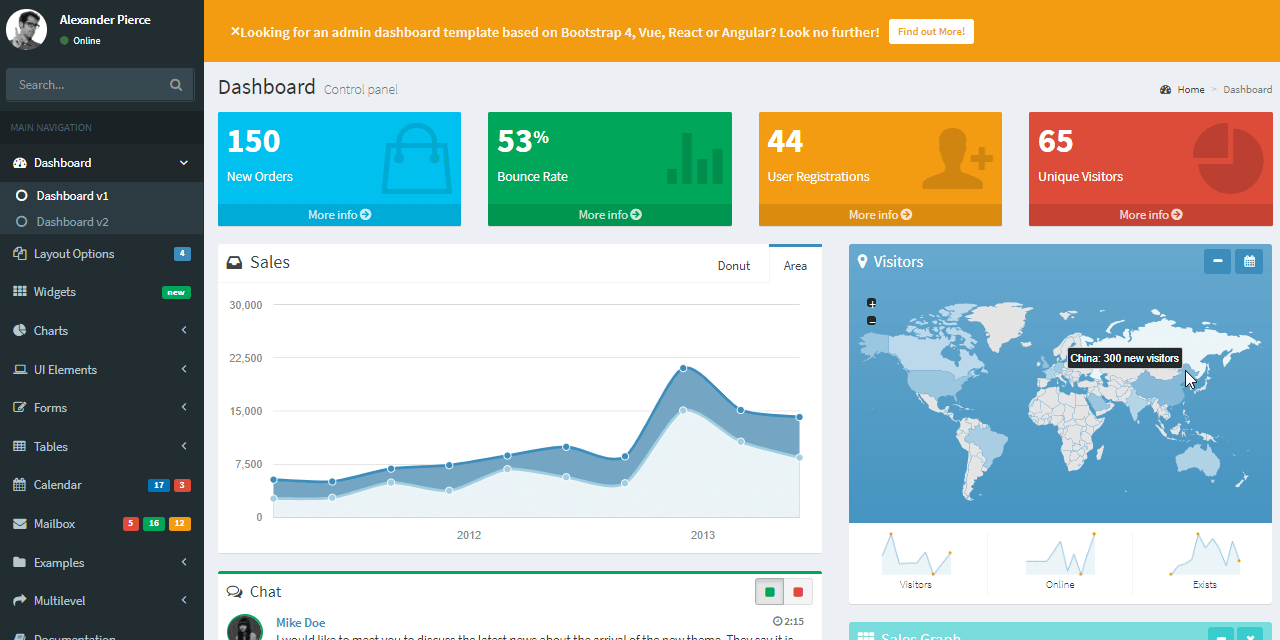 Alexander Pierce
Online
Search...
MAIN NAVIGATION
Dashboard
Dashboard v1
Dashboard v2
Layout Options 4
Widgets new
Charts
UI Elements
Forms
Tables
Calendar 17 3
Mailbox 5 16 12
Examples
Multilevel
Documentation
×Looking for an admin dashboard template based on Bootstrap 4, Vue, React or Angular? Look no further! Find out More!
Dashboard Control panel
Home > Dashboard
150
New Orders
More info
53%
Bounce Rate
More info
44
User Registrations
More info
65
Unique Visitors
More info
Sales
Donut Area
30,000
22,500
15,000
7,500
0
2012 2013
Visitors
China: 300 new visitors
Visitors Online Exists
Chat
Mike Doe 2:15
I would like to meet you to discuss the latest news about the arrival of the new theme. They say it is
Sales Graph